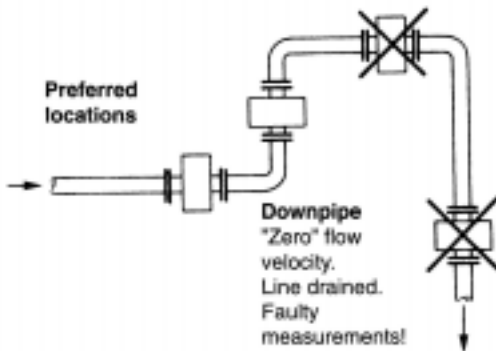 Preferred
locations
Downpipe
"Zero" flow
velocity.
Line drained.
Faulty
measurements!